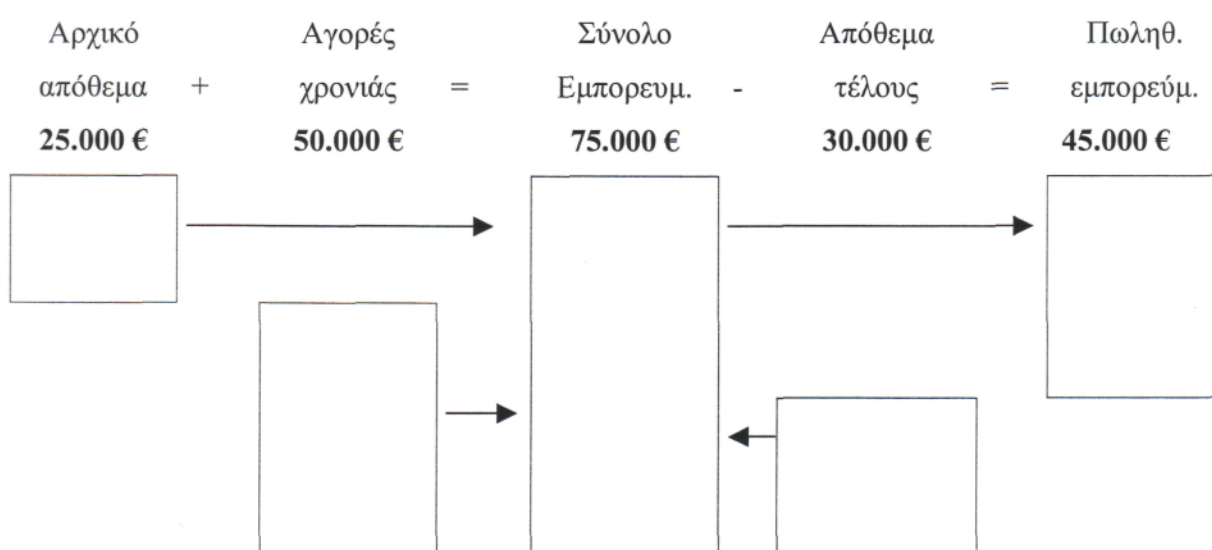 Αρχικό Αγορές Σύνολο Απόθεμα Πωληθ.
απόθεμα + χρονιάς = Εμπορευμ. - τέλους = εμπορεύμ.
25.000 € 50.000 € 75.000 € 30.000 € 45.000 €